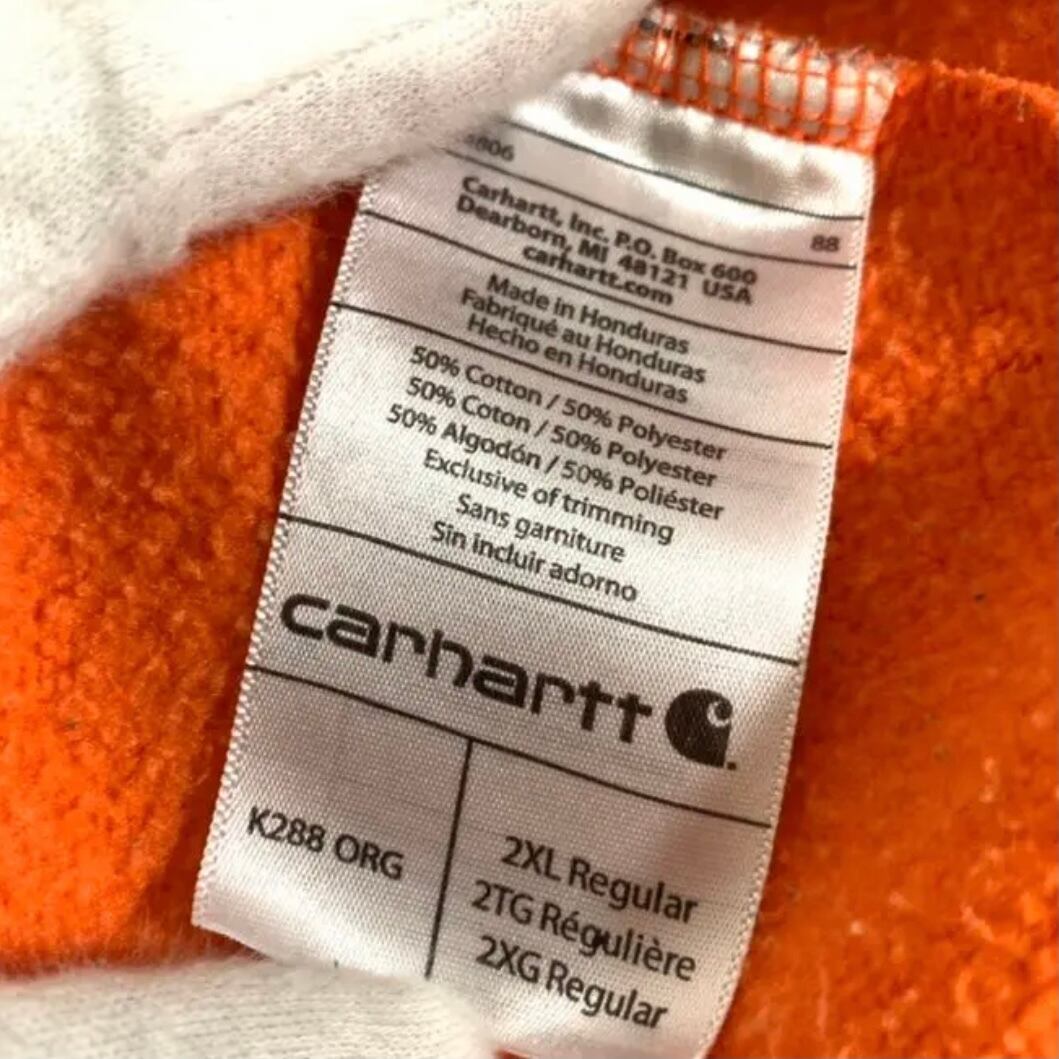 806
88
Carhartt, Inc. P.O. Box 600
Dearborn, MI 48121 USA
carhartt.com
Made in Honduras
Fabriqué au Honduras
Hecho en Honduras
50% Cotton / 50% Polyester
50% Coton / 50% Polyester
50% Algodón / 50% Poliéster
Exclusive of trimming
Sans garniture
Sin incluir adorno
carhartt
K288 ORG
2XL Regular
2TG Régulière
2XG Regular